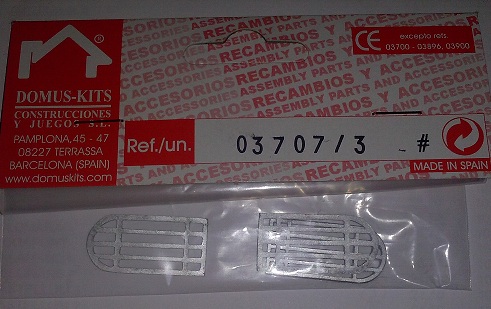 DOMUS-KITS
CONSTRUCCIONES
Y JUEGOS S.L.
PAMPLONA, 45 - 47
08227 TERRASSA
BARCELONA (SPAIN)
www.domuskits.com
RECAMBIOS Y ACCESORIOS
ASSEMBLY PARTS AND ACCESSORIES
CE
excepto refs.
03700 - 03896, 03900
Ref./un.
03707/3 #
MADE IN SPAIN